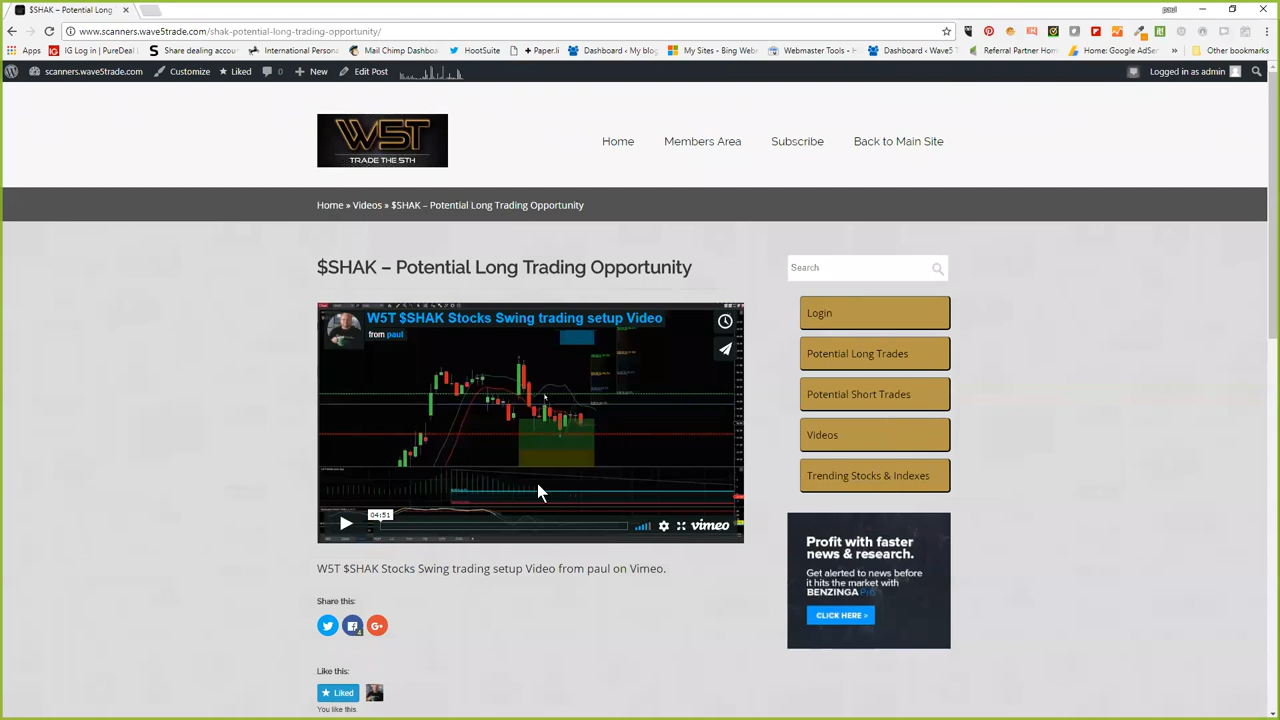 $SHAK – Potential Long
paul
www.scanners.wave5trade.com/shak-potential-long-trading-opportunity/
Apps
IG Log in | PureDeal
Share dealing accou
International Person
Mail Chimp Dashbo
HootSuite
+ Paper.li
Dashboard ‹ My blog
My Sites - Bing Webm
Webmaster Tools -
Dashboard ‹ Wave5 T
Referral Partner Hom
Home: Google AdSen
»
Other bookmarks
scanners.wave5trade.com
Customize
Liked
0
New
Edit Post
Logged in as admin
W5T
TRADE THE 5TH
Home
Members Area
Subscribe
Back to Main Site
Home » Videos » $SHAK – Potential Long Trading Opportunity
$SHAK – Potential Long Trading Opportunity
Search
W5T $SHAK Stocks Swing trading setup Video
from paul
Login
Potential Long Trades
Potential Short Trades
Videos
Trending Stocks & Indexes
04:51
vimeo
Profit with faster
news & research.
Get alerted to news before
it hits the market with
BENZINGA Pro
CLICK HERE >
W5T $SHAK Stocks Swing trading setup Video from paul on Vimeo.
Share this:
4
G+
Like this:
Liked
You like this.